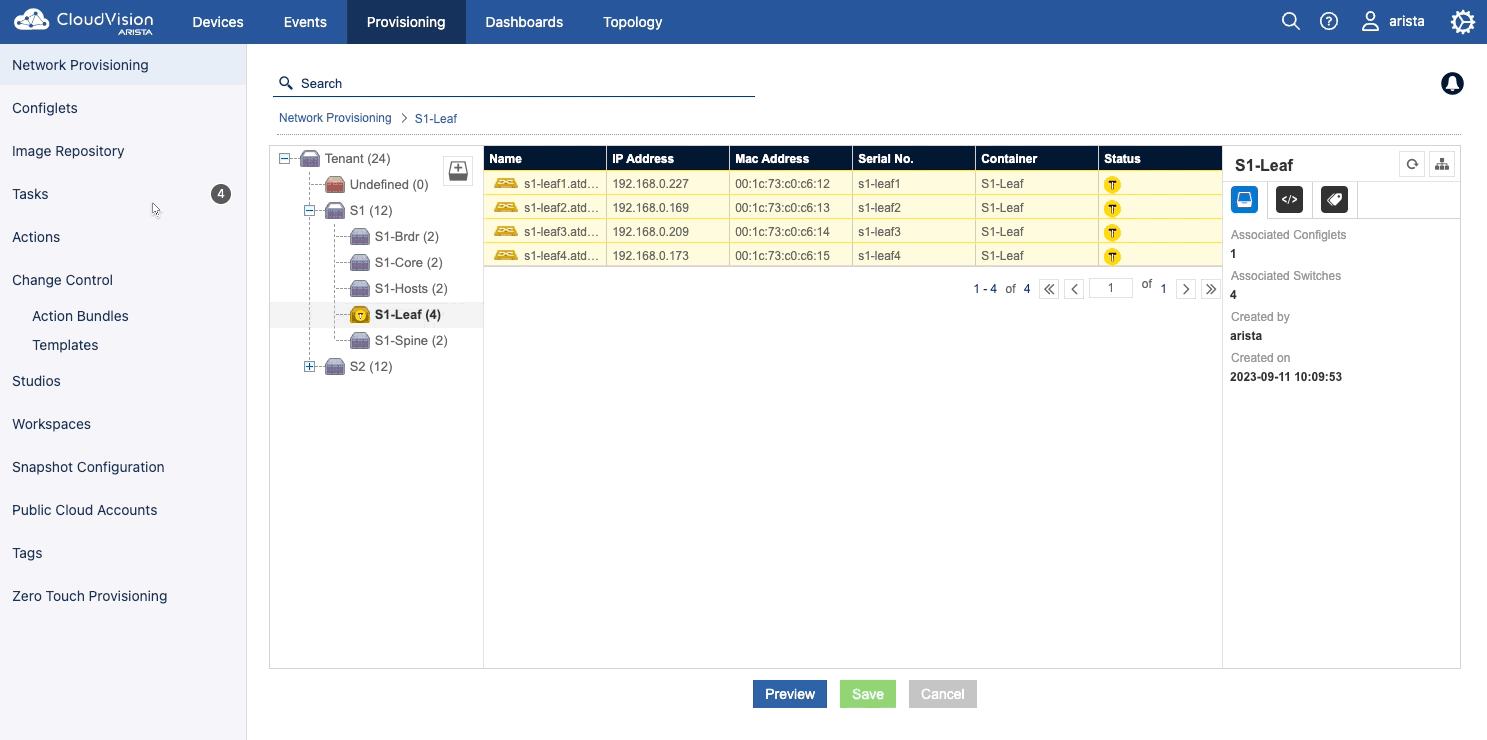 CloudVision
ARISTA
Devices
Events
Provisioning
Dashboards
Topology
arista
Network Provisioning
Configlets
Image Repository
Tasks
4
Actions
Change Control
Action Bundles
Templates
Studios
Workspaces
Snapshot Configuration
Public Cloud Accounts
Tags
Zero Touch Provisioning
Search
Network Provisioning > S1-Leaf
Tenant (24)
Undefined (0)
S1 (12)
S1-Brdr (2)
S1-Core (2)
S1-Hosts (2)
S1-Leaf (4)
S1-Spine (2)
S2 (12)
Name IP Address Mac Address Serial No. Container Status
s1-leaf1.atd... 192.168.0.227 00:1c:73:c0:c6:12 s1-leaf1 S1-Leaf T
s1-leaf2.atd... 192.168.0.169 00:1c:73:c0:c6:13 s1-leaf2 S1-Leaf T
s1-leaf3.atd... 192.168.0.209 00:1c:73:c0:c6:14 s1-leaf3 S1-Leaf T
s1-leaf4.atd... 192.168.0.173 00:1c:73:c0:c6:15 s1-leaf4 S1-Leaf T
1 - 4 of 4 1 of 1
S1-Leaf
</>
Associated Configlets
1
Associated Switches
4
Created by
arista
Created on
2023-09-11 10:09:53
Preview
Save
Cancel